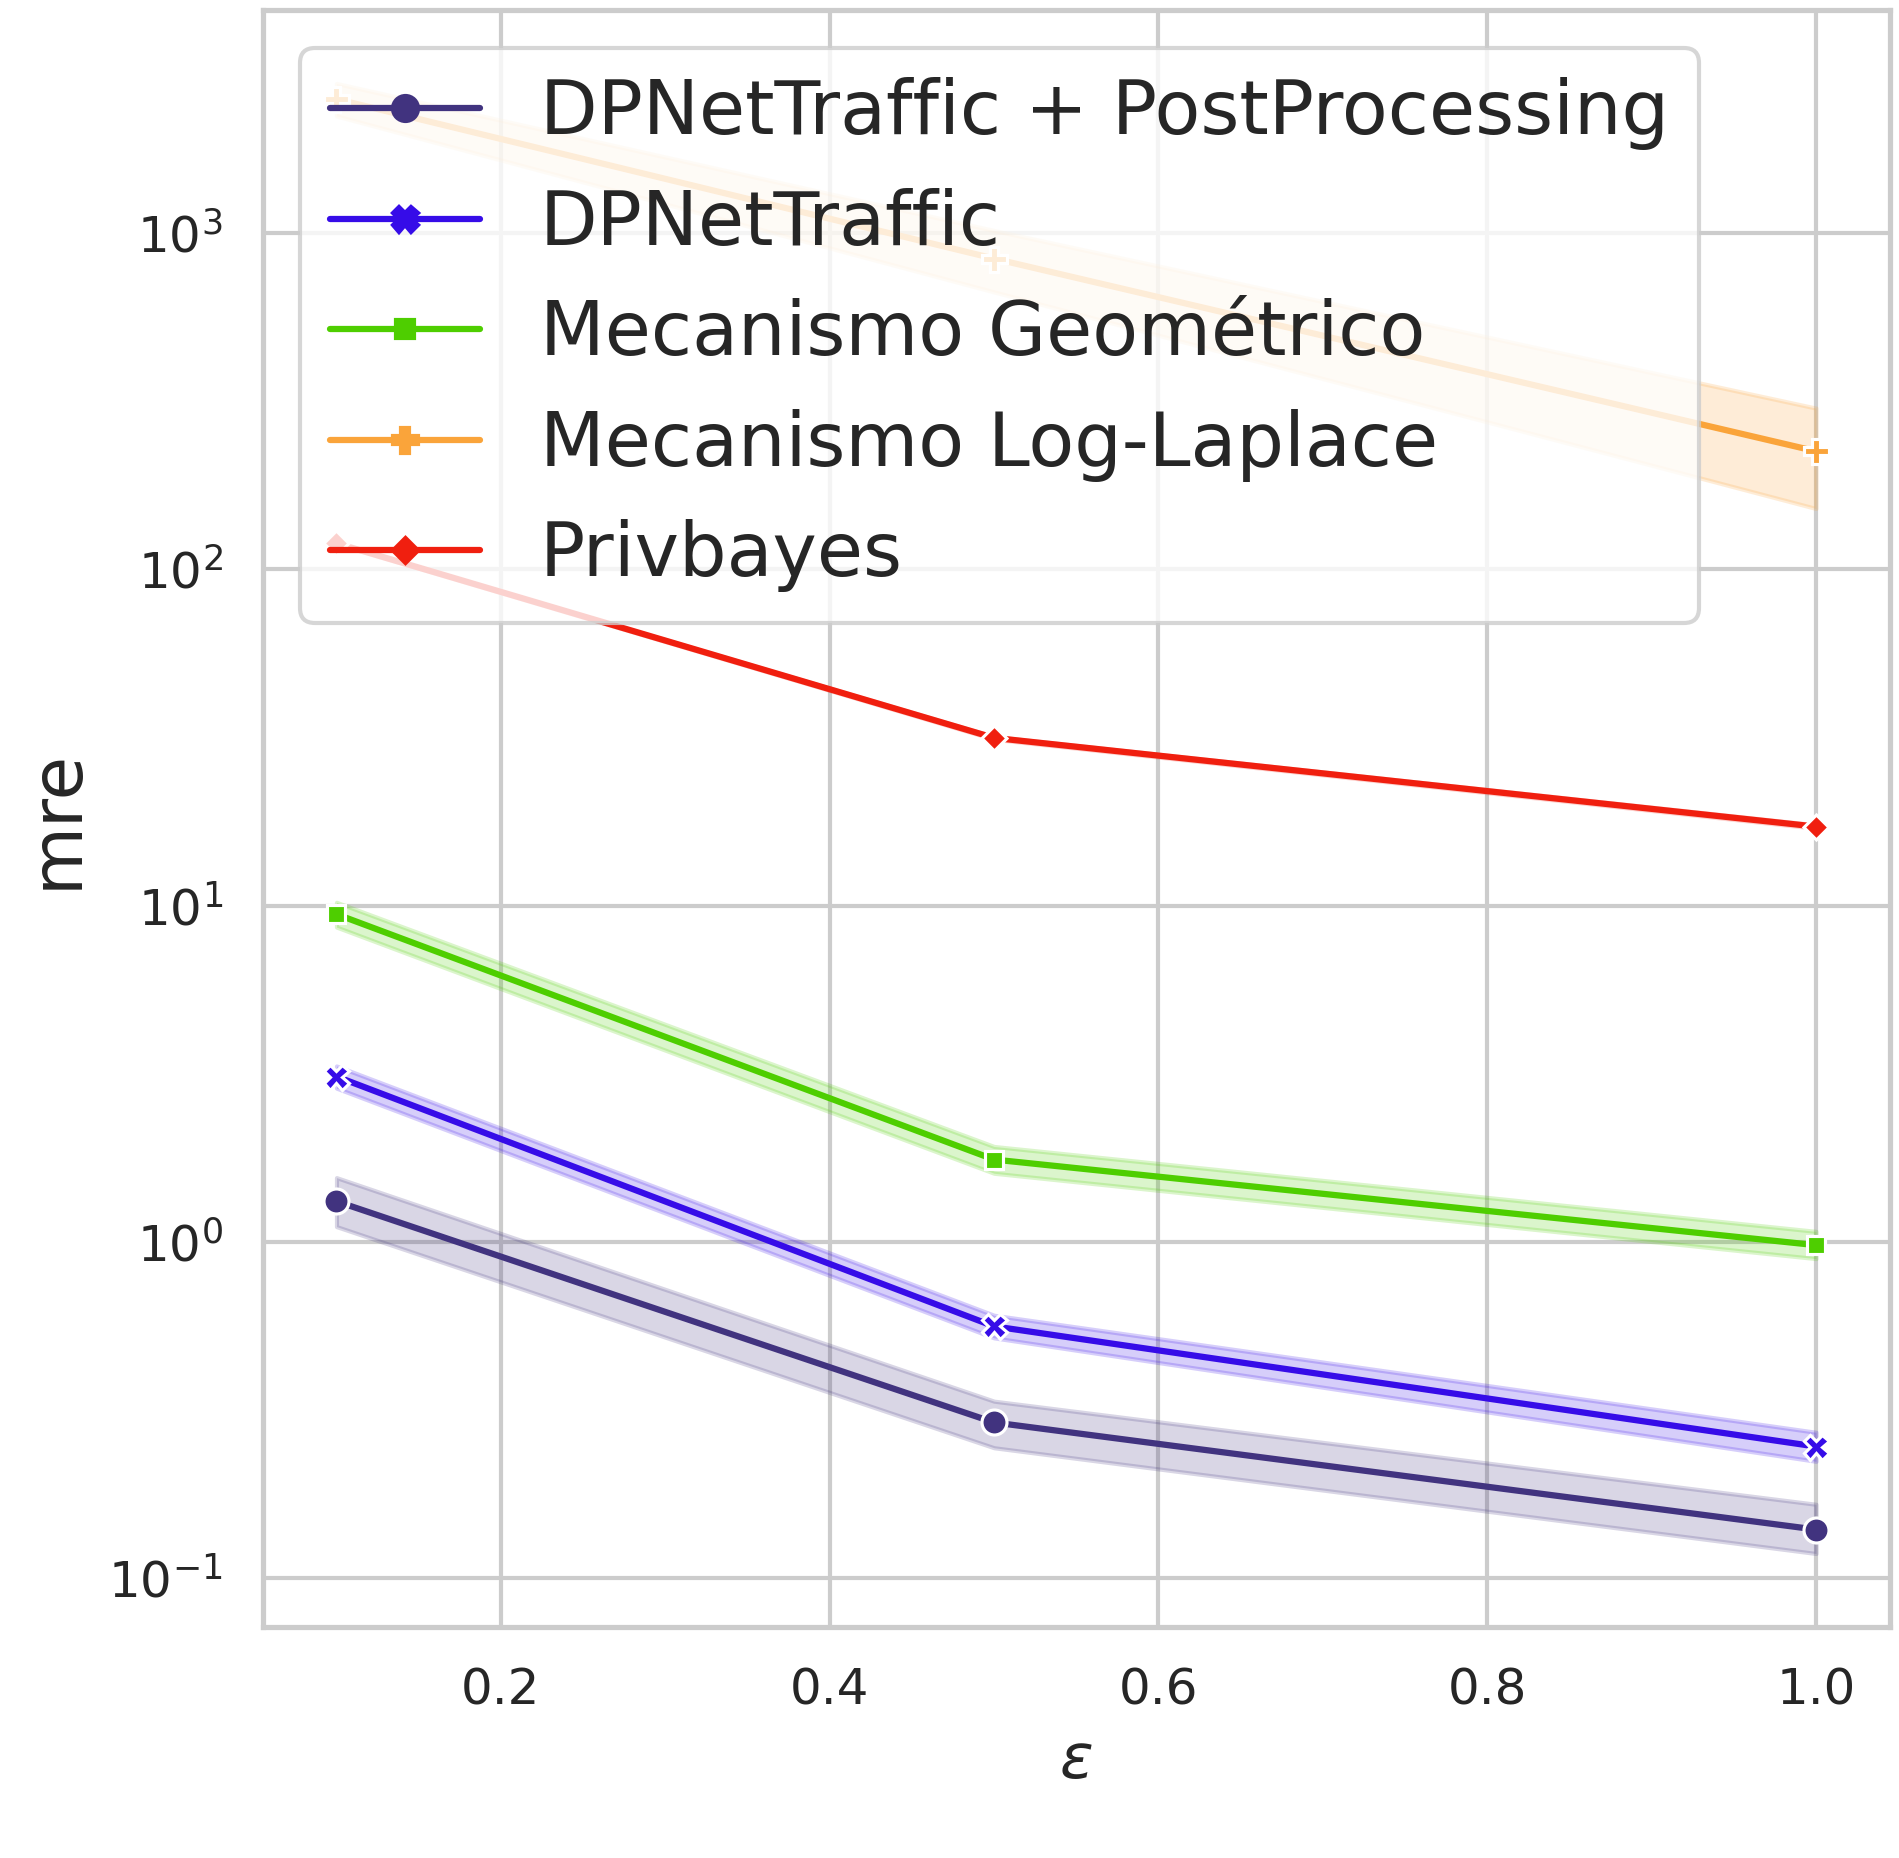 DPNetTraffic + PostProcessing
DPNetTraffic
Mecanismo Geométrico
Mecanismo Log-Laplace
Privbayes
mre
10³
10²
10¹
10⁰
10⁻¹
0.2 0.4 0.6 0.8 1.0
ε